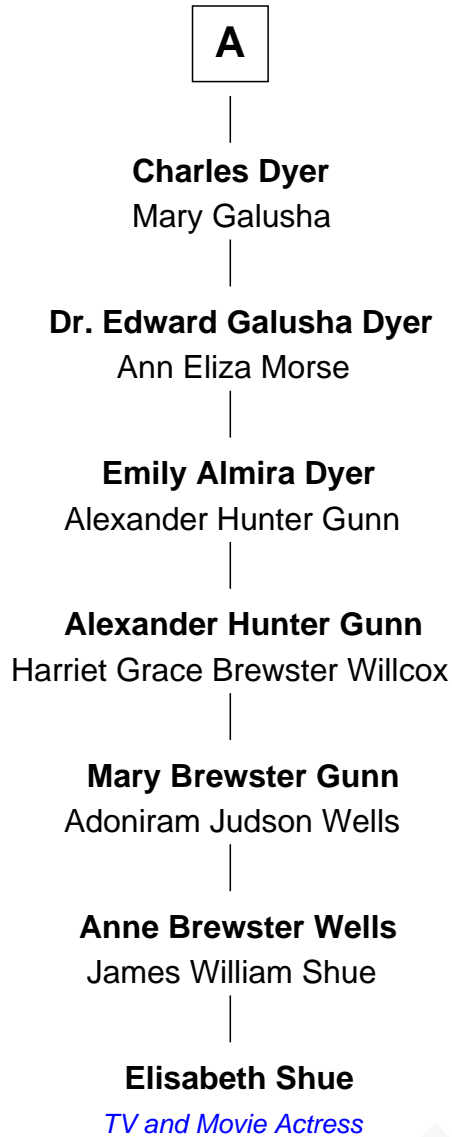 A
Charles Dyer
Mary Galusha
Dr. Edward Galusha Dyer
Ann Eliza Morse
Emily Almira Dyer
Alexander Hunter Gunn
Alexander Hunter Gunn
Harriet Grace Brewster Willcox
Mary Brewster Gunn
Adoniram Judson Wells
Anne Brewster Wells
James William Shue
Elisabeth Shue
TV and Movie Actress